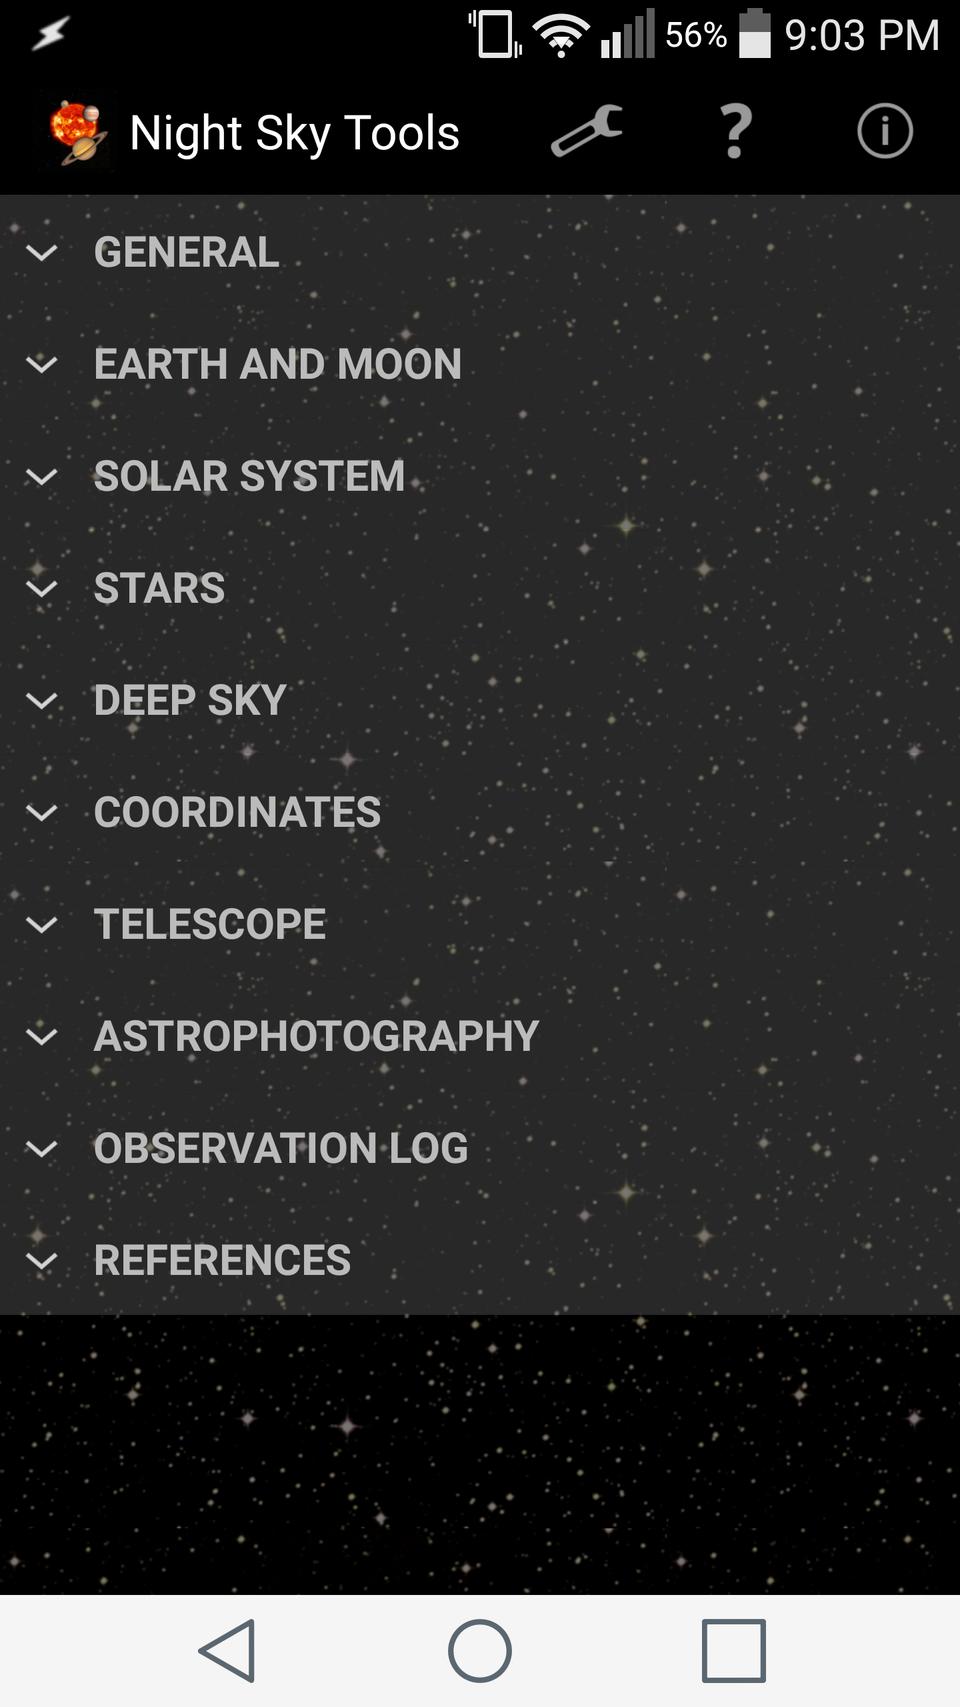 56% 9:03 PM
Night Sky Tools
GENERAL
EARTH AND MOON
SOLAR SYSTEM
STARS
DEEP SKY
COORDINATES
TELESCOPE
ASTROPHOTOGRAPHY
OBSERVATION LOG
REFERENCES